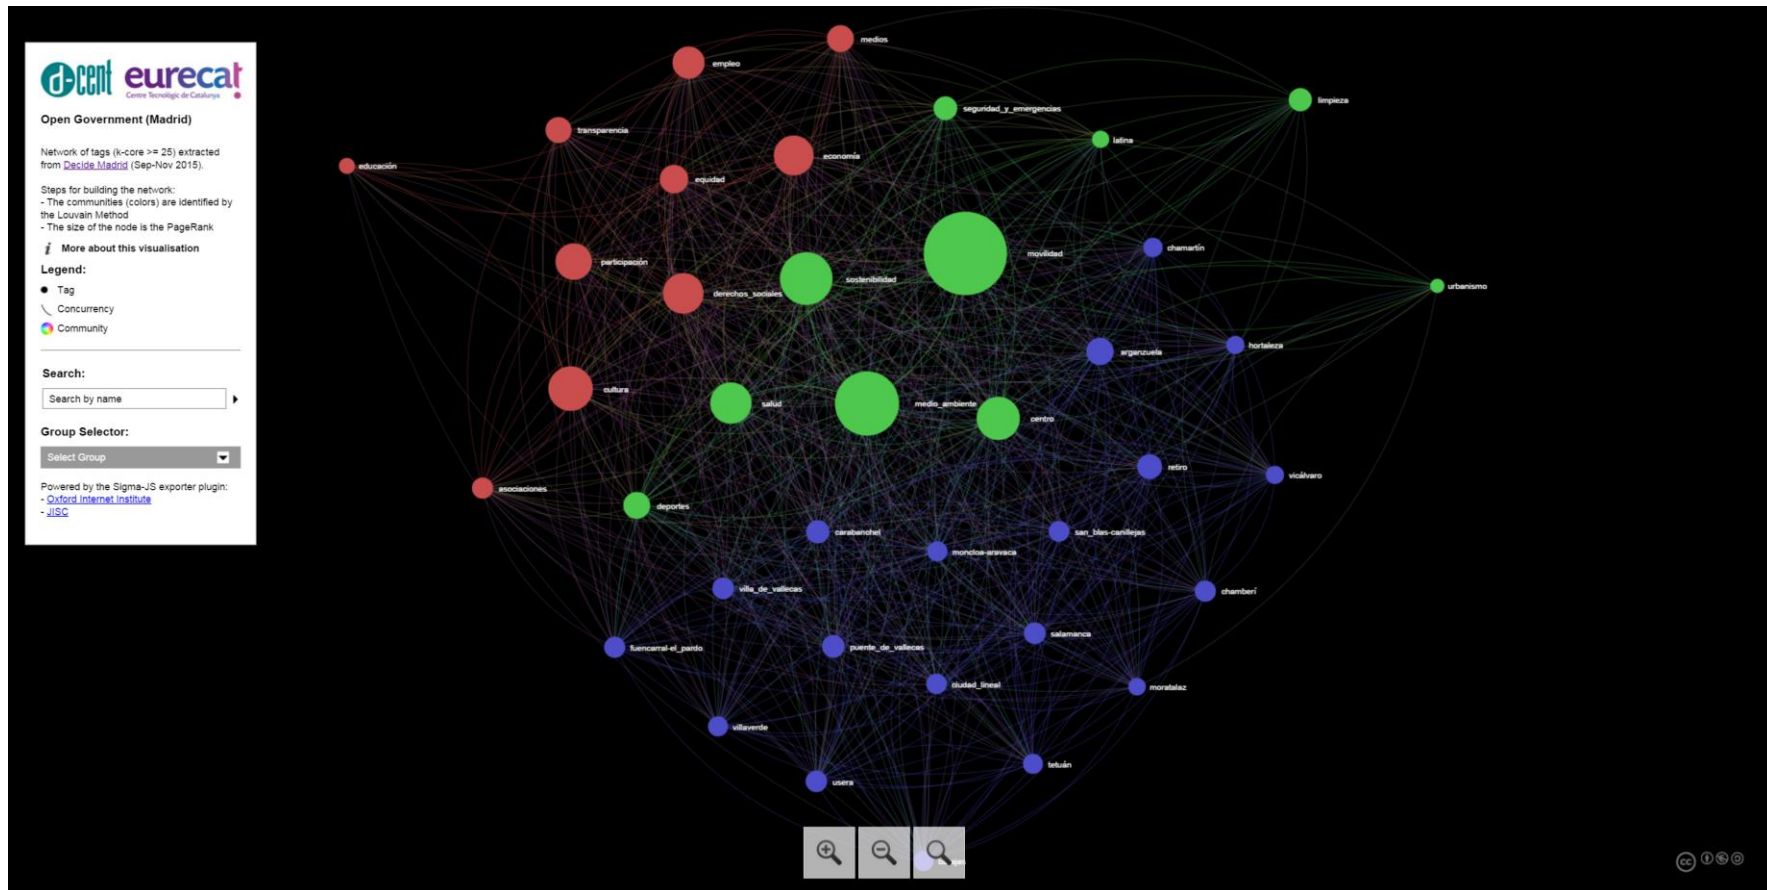 d-cent eurecat
Centre Tecnològic de Catalunya
Open Government (Madrid)
Network of tags (k-core >= 25) extracted
from Decide Madrid (Sep-Nov 2015).
Steps for building the network:
- The communities (colors) are identified by
the Louvain Method
- The size of the node is the PageRank
i More about this visualisation
Legend:
Tag
Concurrency
Community
Search:
Search by name
Group Selector:
Select Group
Powered by the Sigma-JS exporter plugin:
- Oxford Internet Institute
- JISC
medios
empleo
limpieza
seguridad_y_emergencias
transparencia
latina
economía
educación
equidad
chamartín
movilidad
participación
sostenibilidad
urbanismo
derechos_sociales
hortaleza
arganzuela
cultura
salud
medio_ambiente
centro
retiro
vicálvaro
asociaciones
deportes
carabanchel
san_blas-canillejas
moncloa-aravaca
villa_de_vallecas
chamberí
salamanca
fuencarral-el_pardo
puente_de_vallecas
ciudad_lineal
moratalaz
villaverde
tetuán
usera
cc